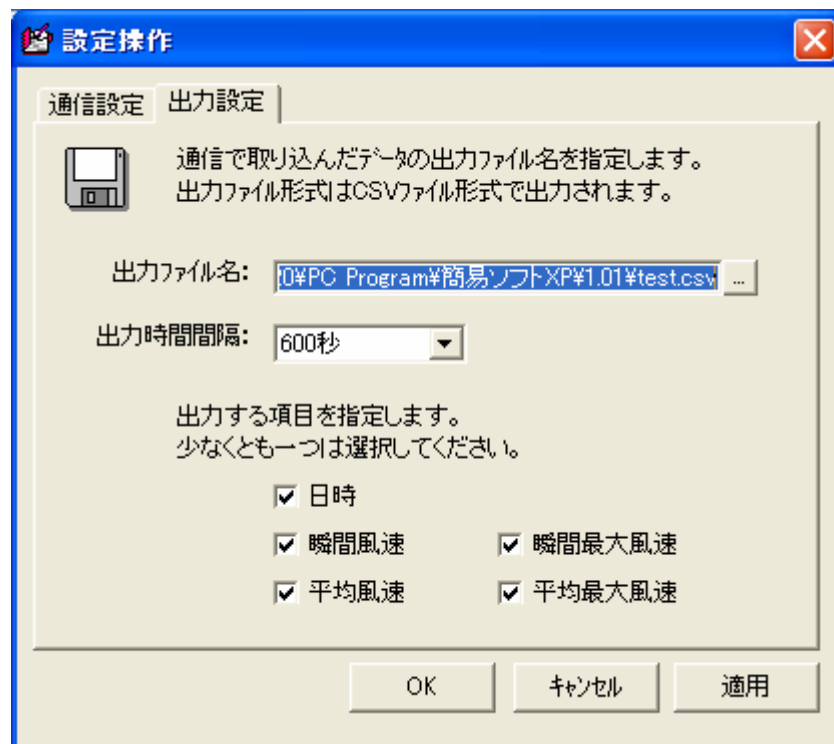 設定操作
通信設定 出力設定
通信で取り込んだﾃﾞｰﾀの出力ﾌｧｲﾙ名を指定します。
出力ﾌｧｲﾙ形式はCSVﾌｧｲﾙ形式で出力されます。
出力ﾌｧｲﾙ名: 0¥PC Program¥簡易ソフトXP¥1.01¥test.csv ...
出力時間間隔: 600秒
出力する項目を指定します。
少なくとも一つは選択してください。
日時
瞬間風速 瞬間最大風速
平均風速 平均最大風速
OK ｷｬﾝｾﾙ 適用